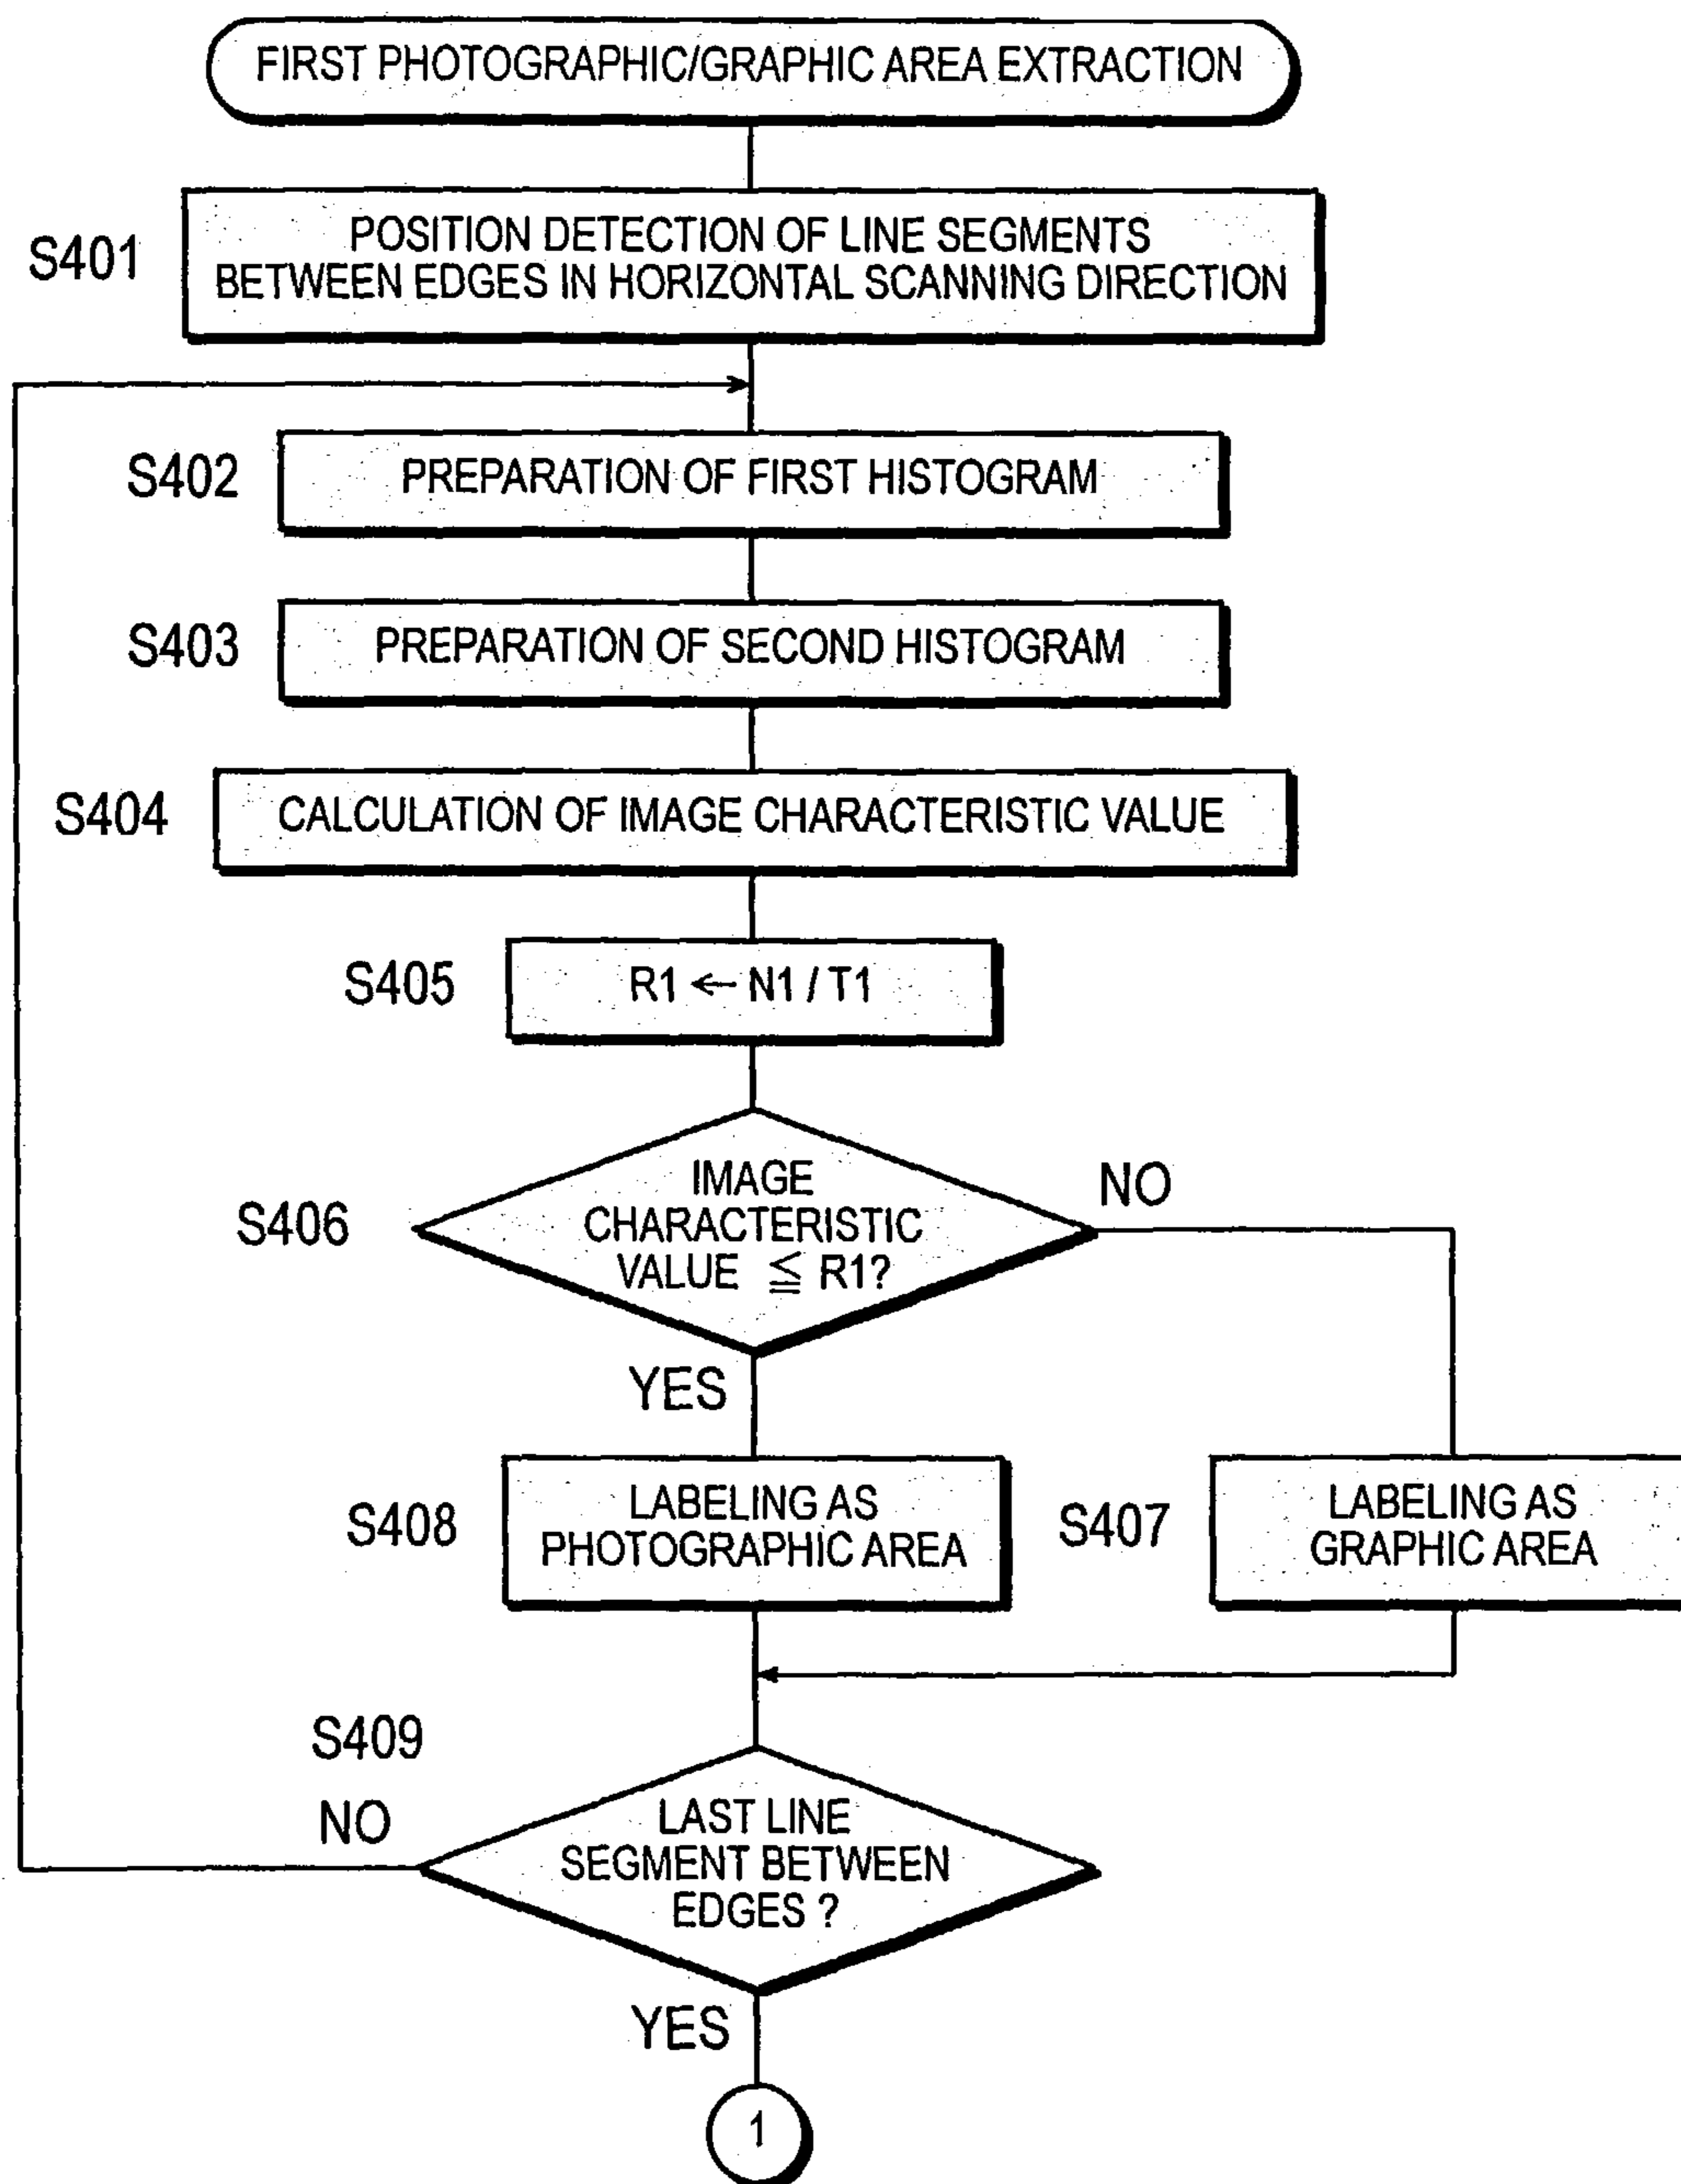 FIRST PHOTOGRAPHIC/GRAPHIC AREA EXTRACTION
S401
POSITION DETECTION OF LINE SEGMENTS
BETWEEN EDGES IN HORIZONTAL SCANNING DIRECTION
S402
PREPARATION OF FIRST HISTOGRAM
S403
PREPARATION OF SECOND HISTOGRAM
S404
CALCULATION OF IMAGE CHARACTERISTIC VALUE
S405
R1 ← N1 / T1
S406
IMAGE
CHARACTERISTIC
VALUE ≦ R1?
NO
YES
S408
LABELING AS
PHOTOGRAPHIC AREA
S407
LABELING AS
GRAPHIC AREA
S409
NO
LAST LINE
SEGMENT BETWEEN
EDGES ?
YES
1